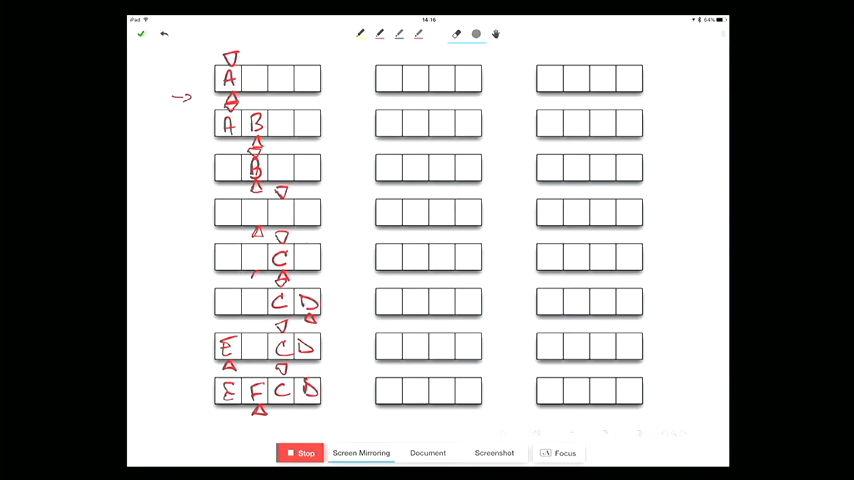 iPad 14:16 64%
A
A B
B
C
C D
E C D
E F C D
Stop Screen Mirroring Document Screenshot Focus